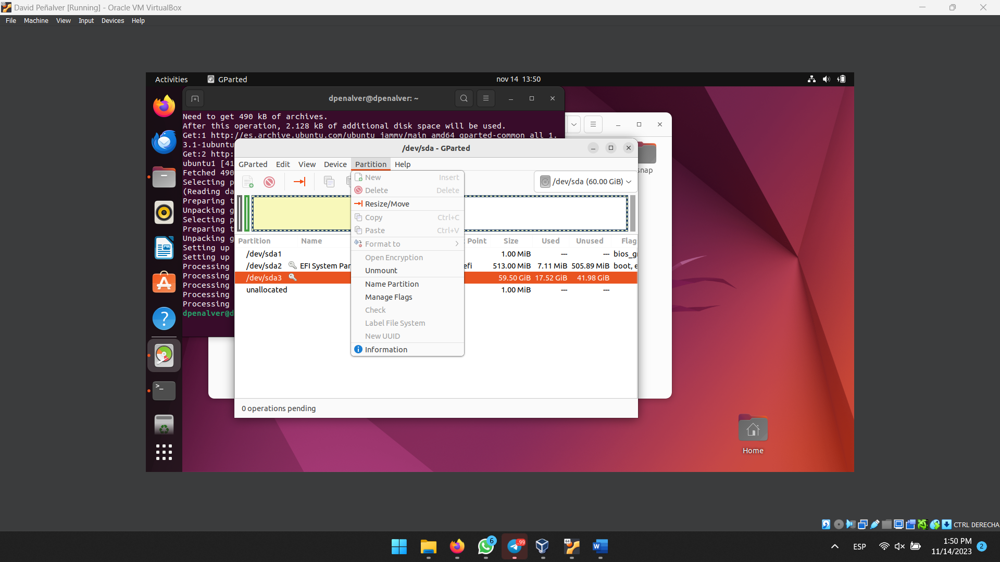 David Peñalver [Running] - Oracle VM VirtualBox
File Machine View Input Devices Help
Activities GParted nov 14 13:50
dpenalver@dpenalver: ~
Need to get 490 kB of archives.
After this operation, 2.128 kB of additional disk space will be used.
Get:1 http://es.archive.ubuntu.com/ubuntu jammy/main amd64 gparted-common all 1.
3.1-1ubuntu
Get:2 http:
ubuntu1 [41
Fetched 490
Selecting p
(Reading da
Preparing t
Unpacking g
Selecting p
Preparing t
Unpacking g
Setting up
Setting up
Processing
Processing
Processing
Processing
Processing
dpenalver@d
snap
/dev/sda - GParted
GParted Edit View Device Partition Help
/dev/sda (60.00 GiB)
New Insert
Delete Delete
Resize/Move
Copy Ctrl+C
Paste Ctrl+V
Format to
Open Encryption
Unmount
Name Partition
Manage Flags
Check
Label File System
New UUID
Information
Partition Name Point Size Used Unused Flag
/dev/sda1 1.00 MiB --- --- bios_g
/dev/sda2 EFI System Par efi 513.00 MiB 7.11 MiB 505.89 MiB boot, e
/dev/sda3 59.50 GiB 17.52 GiB 41.98 GiB
unallocated 1.00 MiB --- ---
0 operations pending
Home
CTRL DERECHA
6
..99
64
W
ESP
1:50 PM
11/14/2023
2